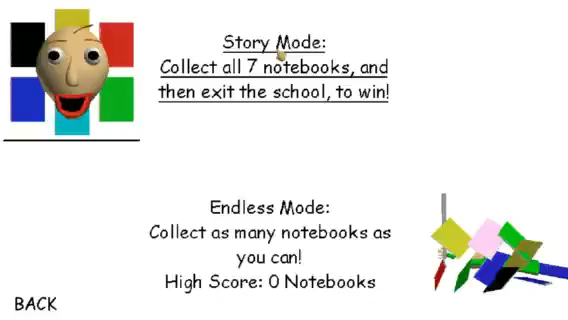 Story Mode:
Collect all 7 notebooks, and
then exit the school, to win!
Endless Mode:
Collect as many notebooks as
you can!
High Score: 0 Notebooks
BACK